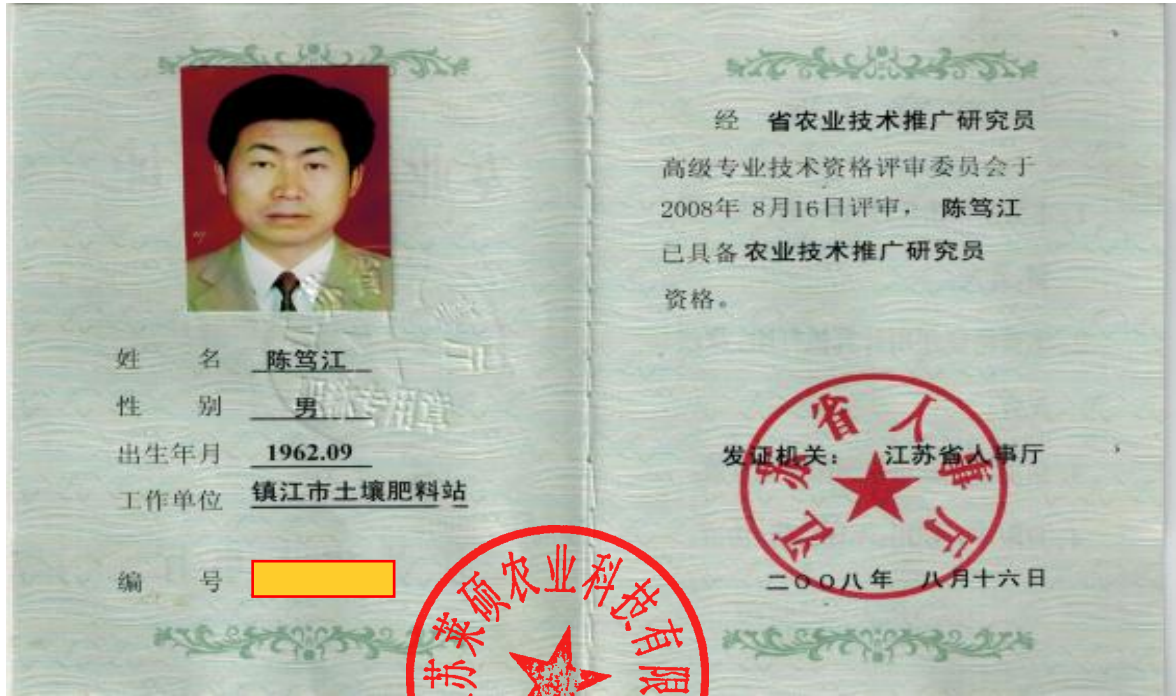 姓 名 陈笃江
性 别 男
出生年月 1962.09
工作单位 镇江市土壤肥料站
编 号
经 省农业技术推广研究员
高级专业技术资格评审委员会于
2008年 8月16日评审， 陈笃江
已具备 农业技术推广研究员
资格。
发证机关： 江苏省人事厅
二〇〇八年 八月十六日
江苏省人事厅
苏莱硕农业科技有限